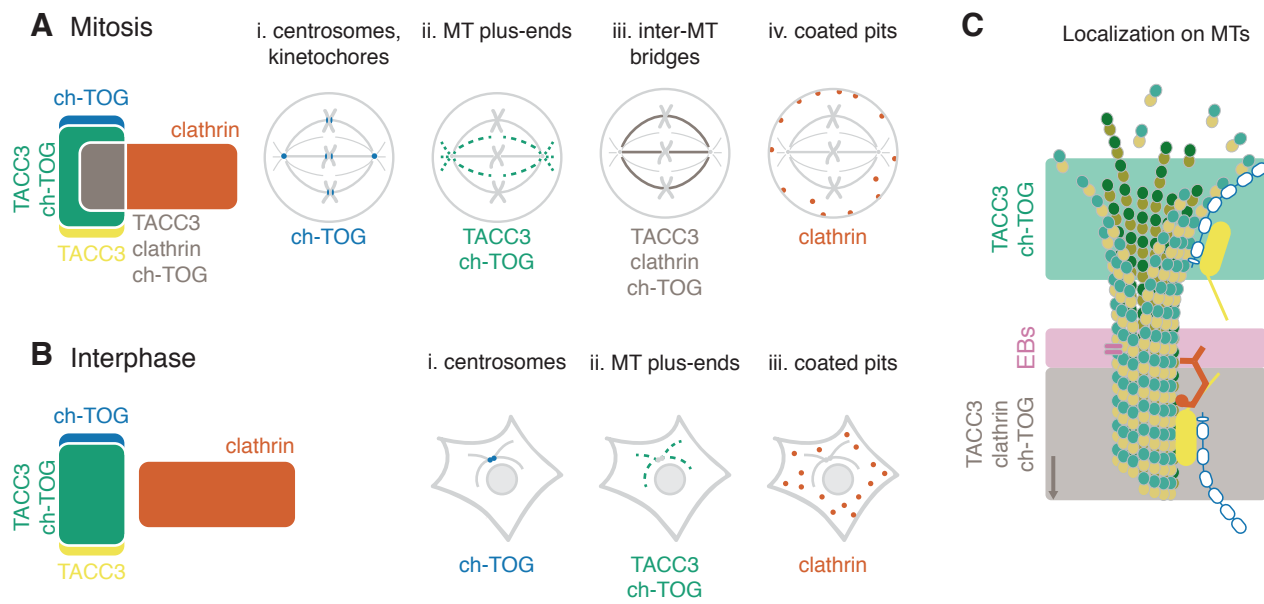 A Mitosis
i. centrosomes,
kinetochores
ii. MT plus-ends
iii. inter-MT
bridges
iv. coated pits
ch-TOG
clathrin
TACC3
ch-TOG
TACC3
TACC3
clathrin
ch-TOG
ch-TOG
TACC3
ch-TOG
TACC3
clathrin
ch-TOG
clathrin
B Interphase
i. centrosomes
ii. MT plus-ends
iii. coated pits
ch-TOG
clathrin
TACC3
ch-TOG
TACC3
ch-TOG
TACC3
ch-TOG
clathrin
C
Localization on MTs
TACC3
ch-TOG
EBs
TACC3
clathrin
ch-TOG